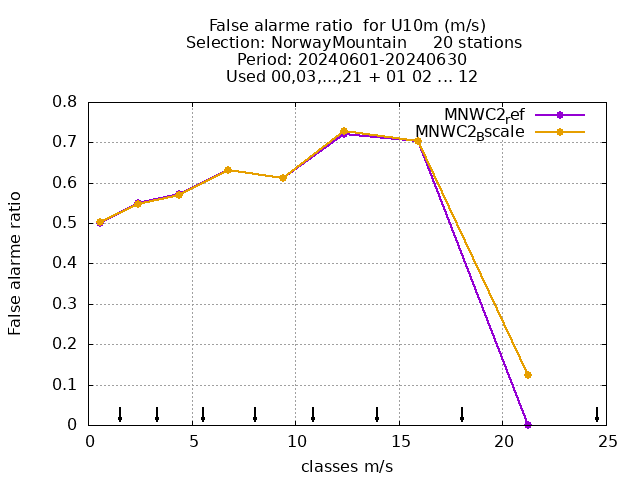 False alarme ratio  for U10m (m/s)
Selection: NorwayMountain     20 stations
Period: 20240601-20240630
Used 00,03,...,21 + 01 02 ... 12
MNWC2ref
MNWC2Bscale
0.8
0.7
0.6
0.5
0.4
0.3
0.2
0.1
0
False alarme ratio
0 5 10 15 20 25
classes m/s